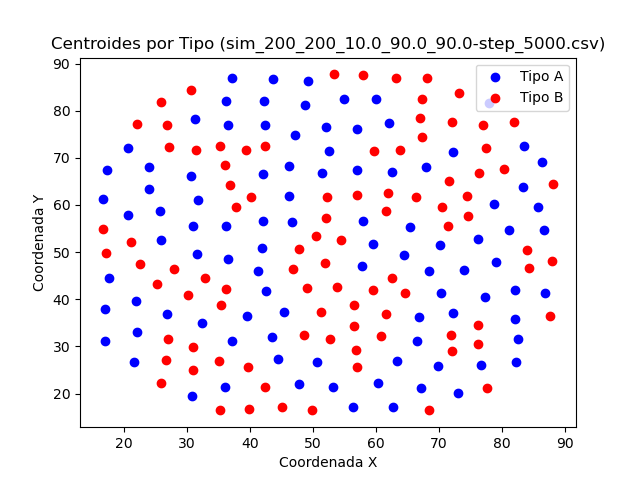 Centroides por Tipo (sim_200_200_10.0_90.0_90.0-step_5000.csv)
Tipo A
Tipo B
90
80
70
60
50
40
30
20
Coordenada Y
20 30 40 50 60 70 80 90
Coordenada X